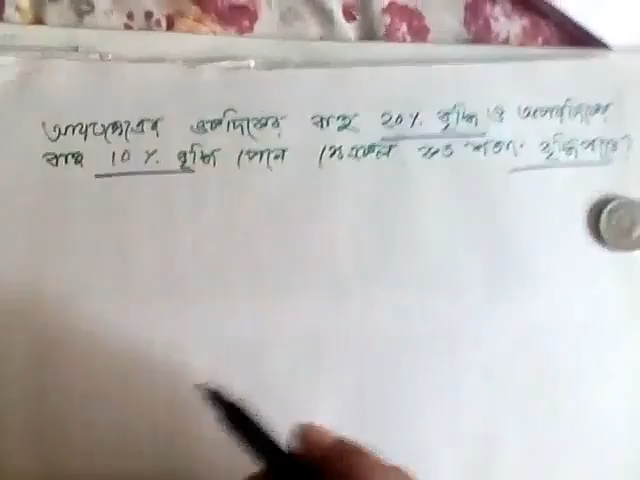 আয়তক্ষেত্রের একদিকের বাহু 20% বৃদ্ধি ও অপরদিকের
বাহু 10% বৃদ্ধি পেলে ক্ষেত্রফল কত শতাং বৃদ্ধি পাবে?